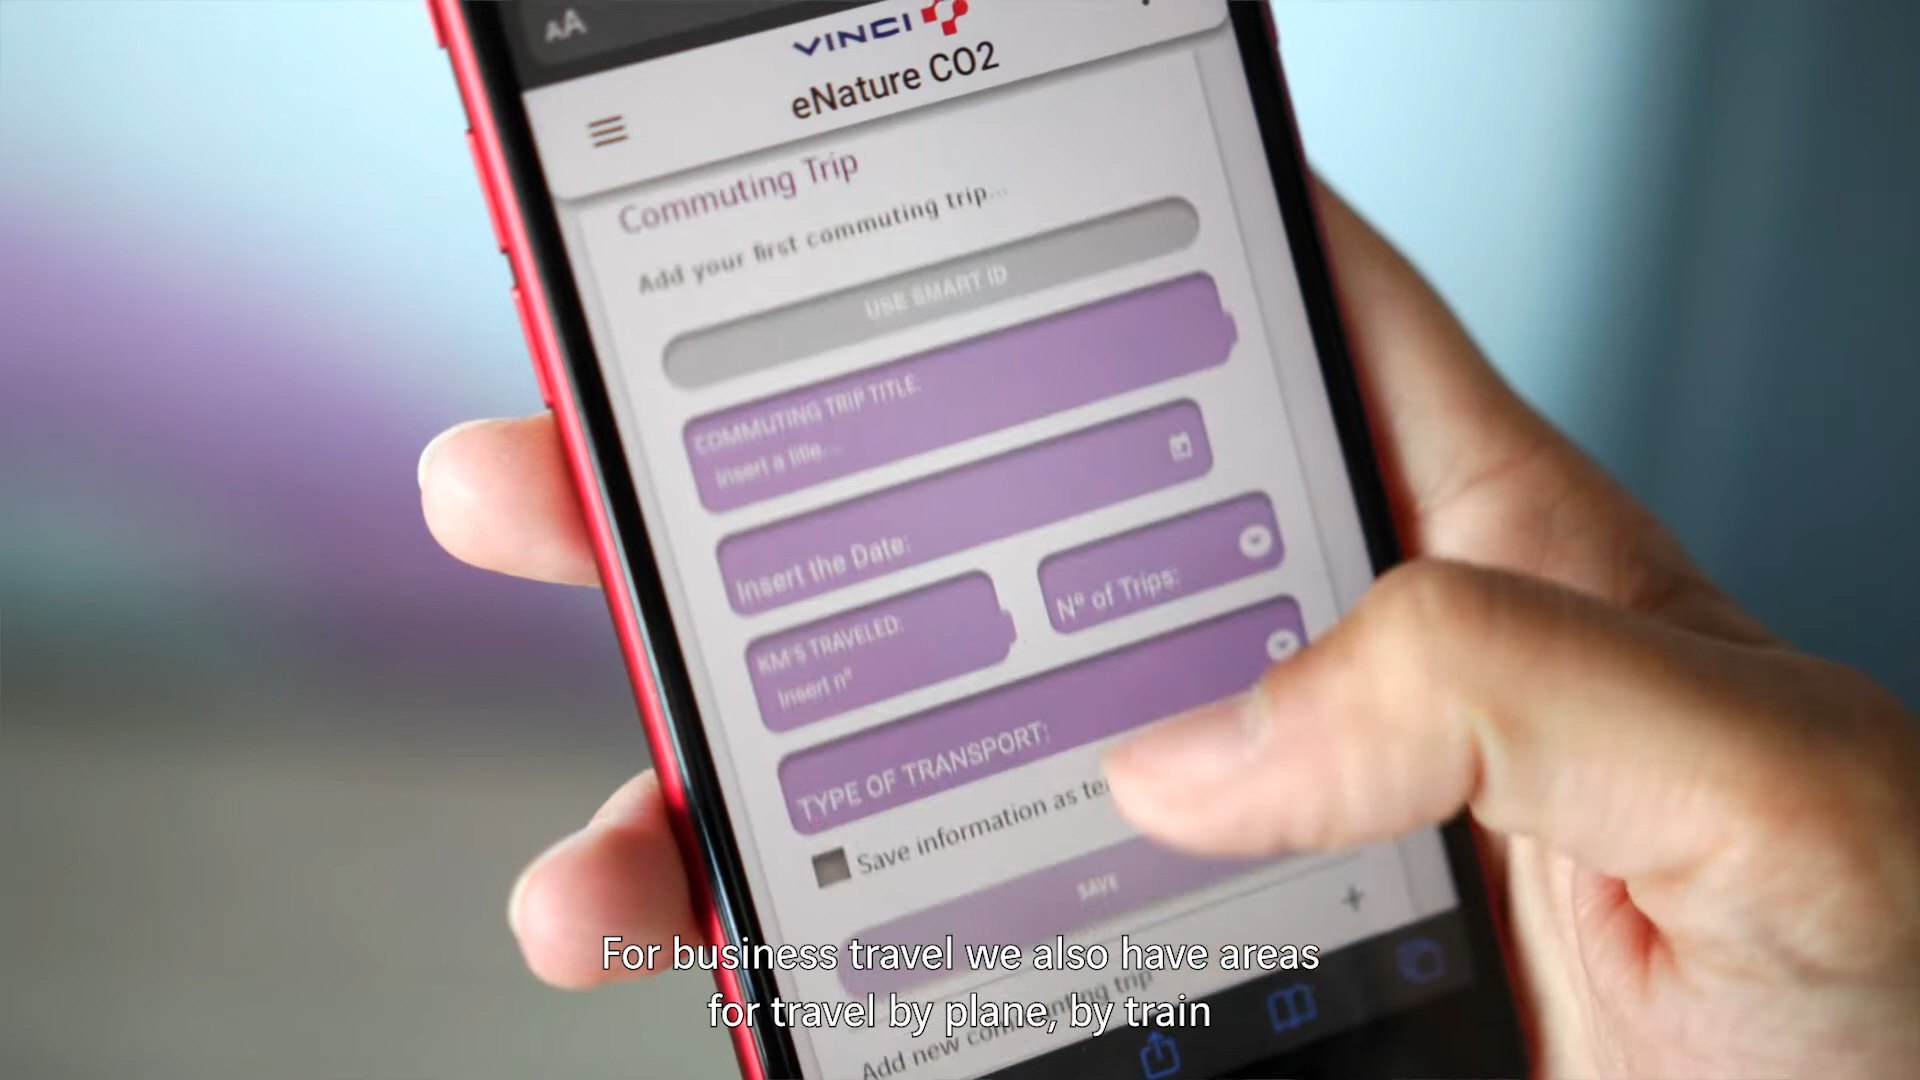 AA
VINCI
eNature CO2
Commuting Trip
Add your first commuting trip...
USE SMART ID
COMMUTING TRIP TITLE:
Insert a title...
Insert the Date:
KM'S TRAVELED:
Insert nº
Nº of Trips:
TYPE OF TRANSPORT:
Save information as
SAVE
Add new commuting trip
For business travel we also have areas
for travel by plane, by train